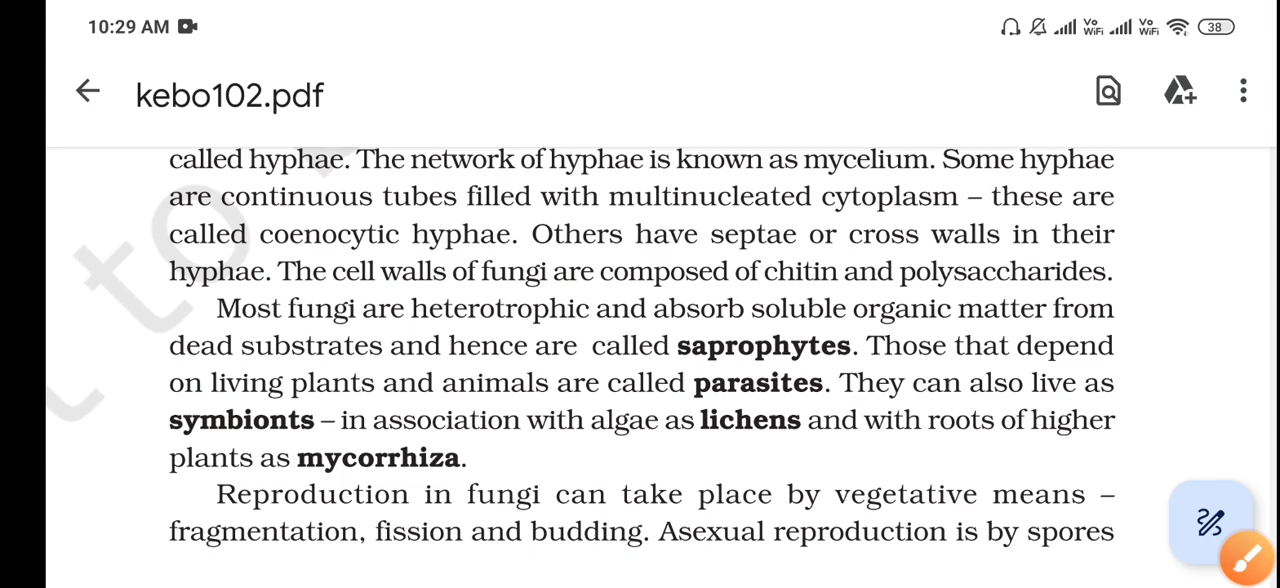 10:29 AM
Vo WiFi Vo WiFi 38
kebo102.pdf
called hyphae. The network of hyphae is known as mycelium. Some hyphae
are continuous tubes filled with multinucleated cytoplasm – these are
called coenocytic hyphae. Others have septae or cross walls in their
hyphae. The cell walls of fungi are composed of chitin and polysaccharides.
Most fungi are heterotrophic and absorb soluble organic matter from
dead substrates and hence are called saprophytes. Those that depend
on living plants and animals are called parasites. They can also live as
symbionts – in association with algae as lichens and with roots of higher
plants as mycorrhiza.
Reproduction in fungi can take place by vegetative means –
fragmentation, fission and budding. Asexual reproduction is by spores
to